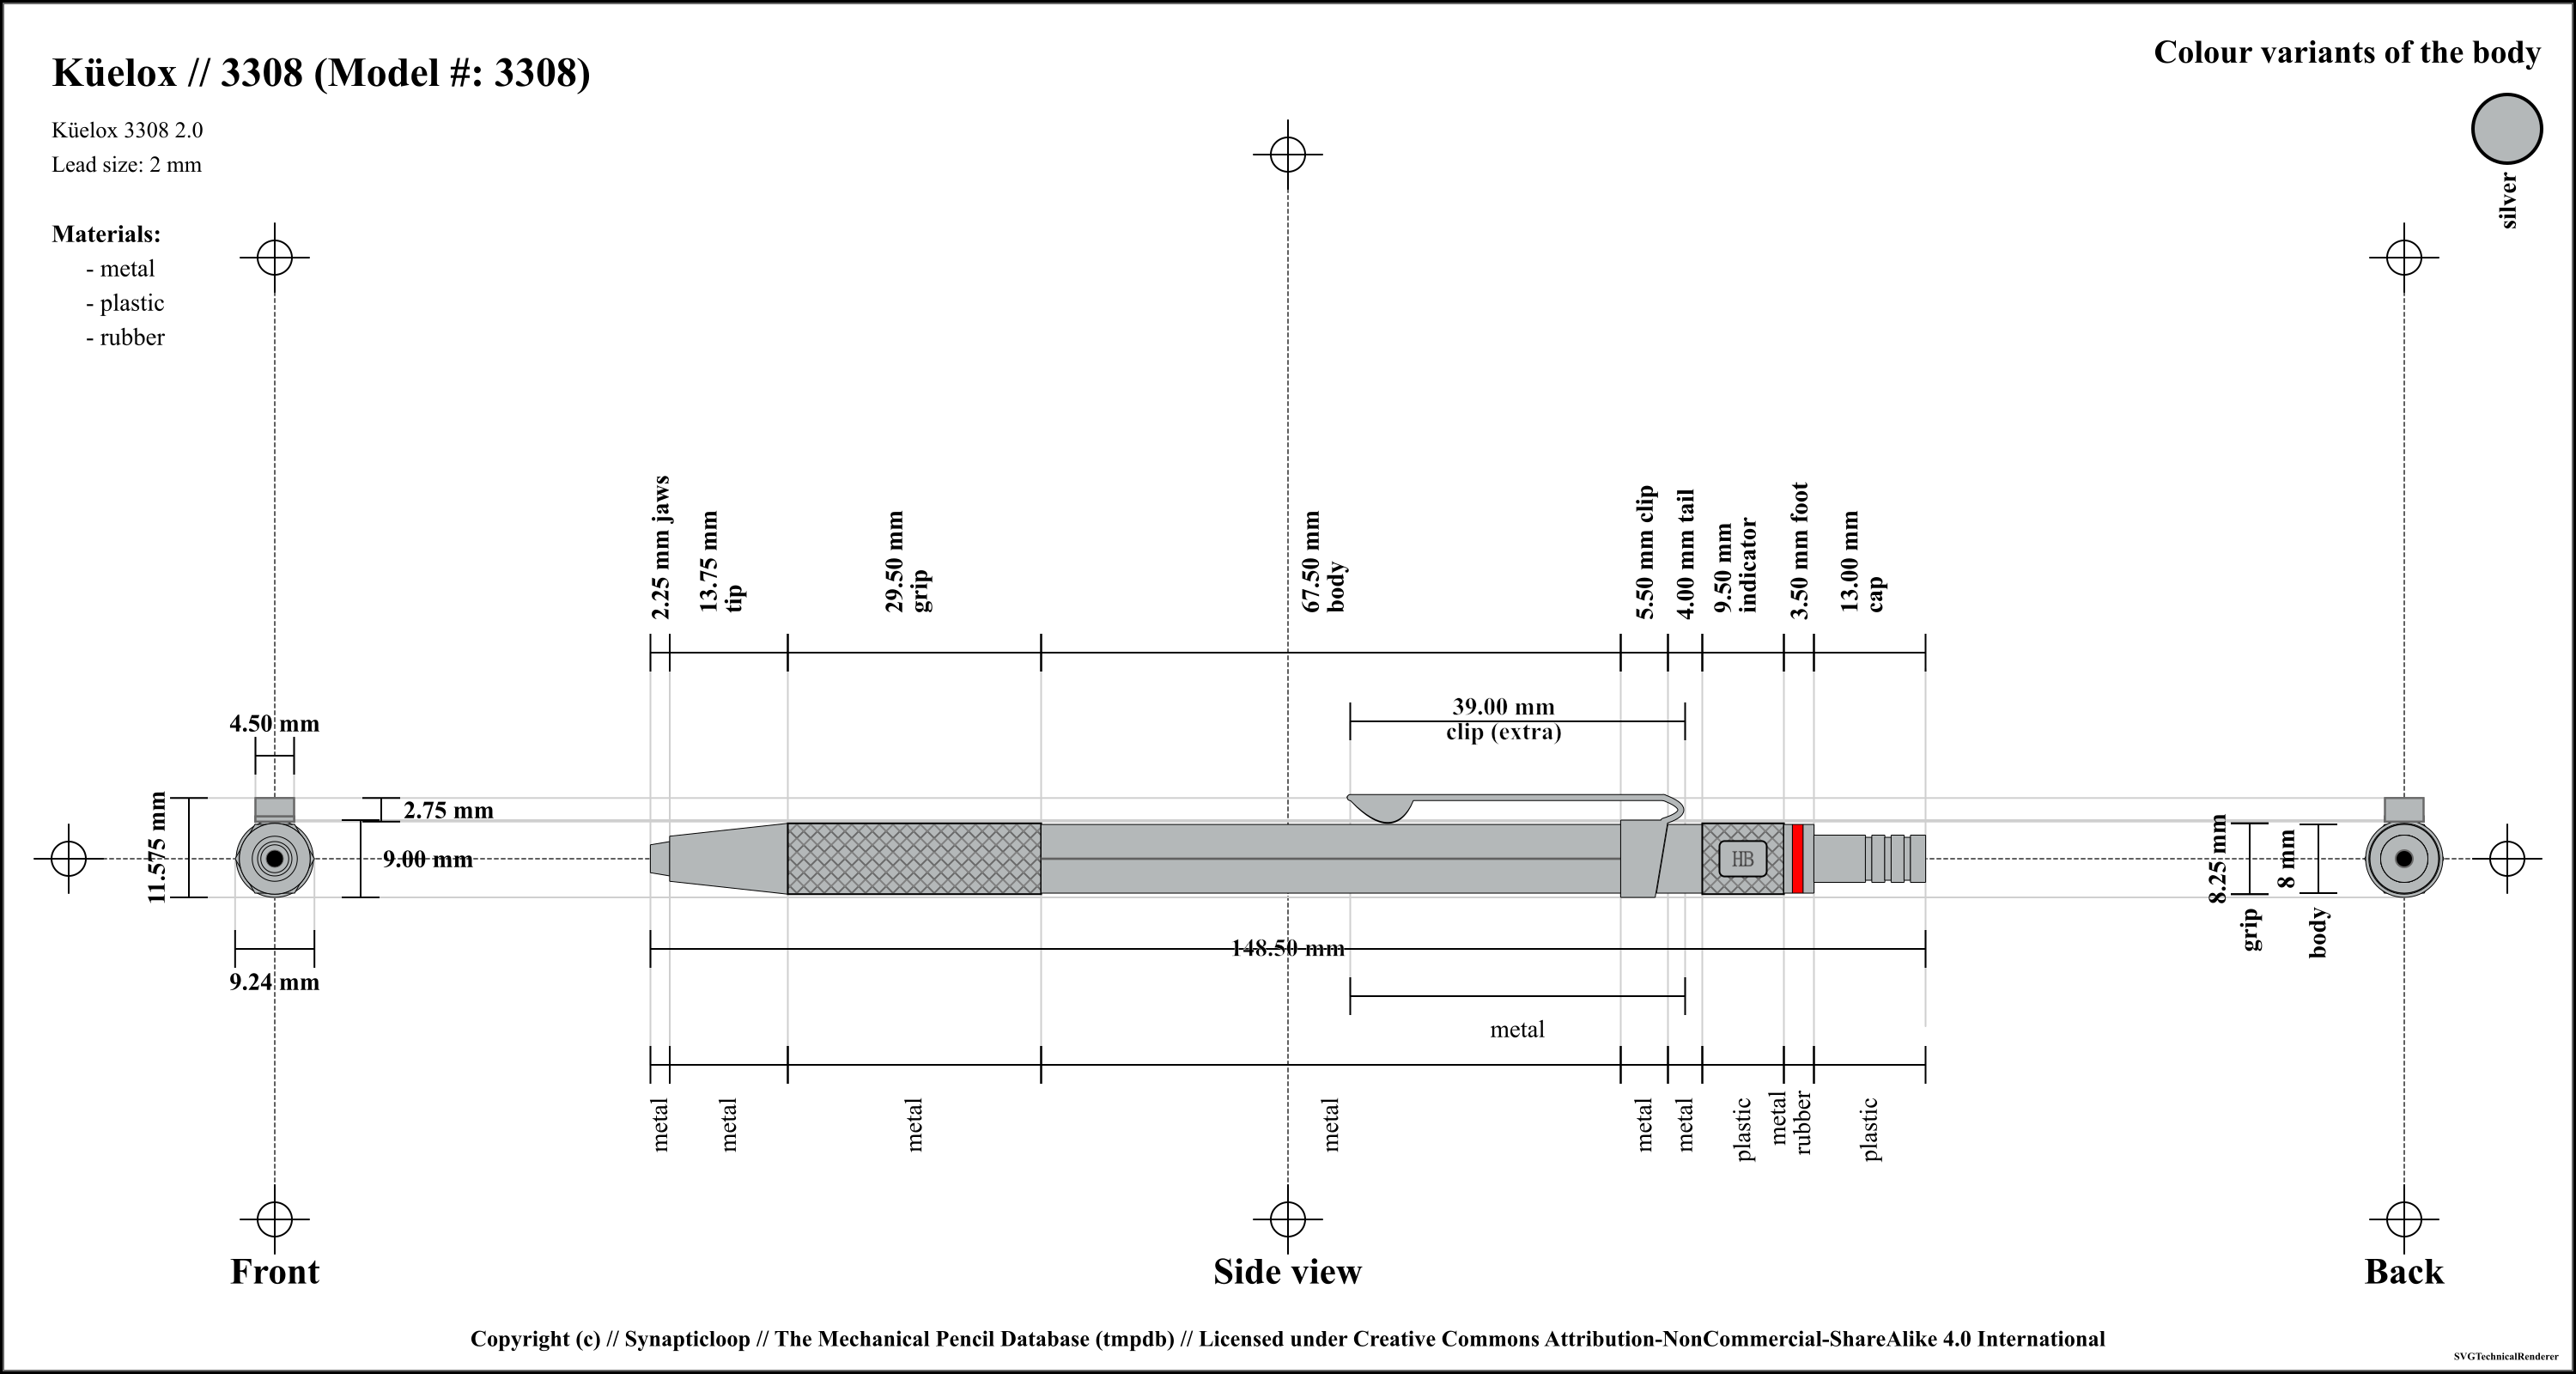 Küelox // 3308 (Model #: 3308)
Colour variants of the body
Küelox 3308 2.0
Lead size: 2 mm
silver
Materials:
- metal
- plastic
- rubber
2.25 mm jaws
13.75 mm
tip
29.50 mm
grip
67.50 mm
body
5.50 mm clip
4.00 mm tail
9.50 mm
indicator
3.50 mm foot
13.00 mm
cap
39.00 mm
clip (extra)
4.50 mm
2.75 mm
11.575 mm
9.00 mm
9.24 mm
HB
8.25 mm
grip
8 mm
body
148.50 mm
metal
metal
metal
metal
metal
metal
metal
plastic
metal
rubber
plastic
Front
Side view
Back
Copyright (c) // Synapticloop // The Mechanical Pencil Database (tmpdb) // Licensed under Creative Commons Attribution-NonCommercial-ShareAlike 4.0 International
SVGTechnicalRenderer